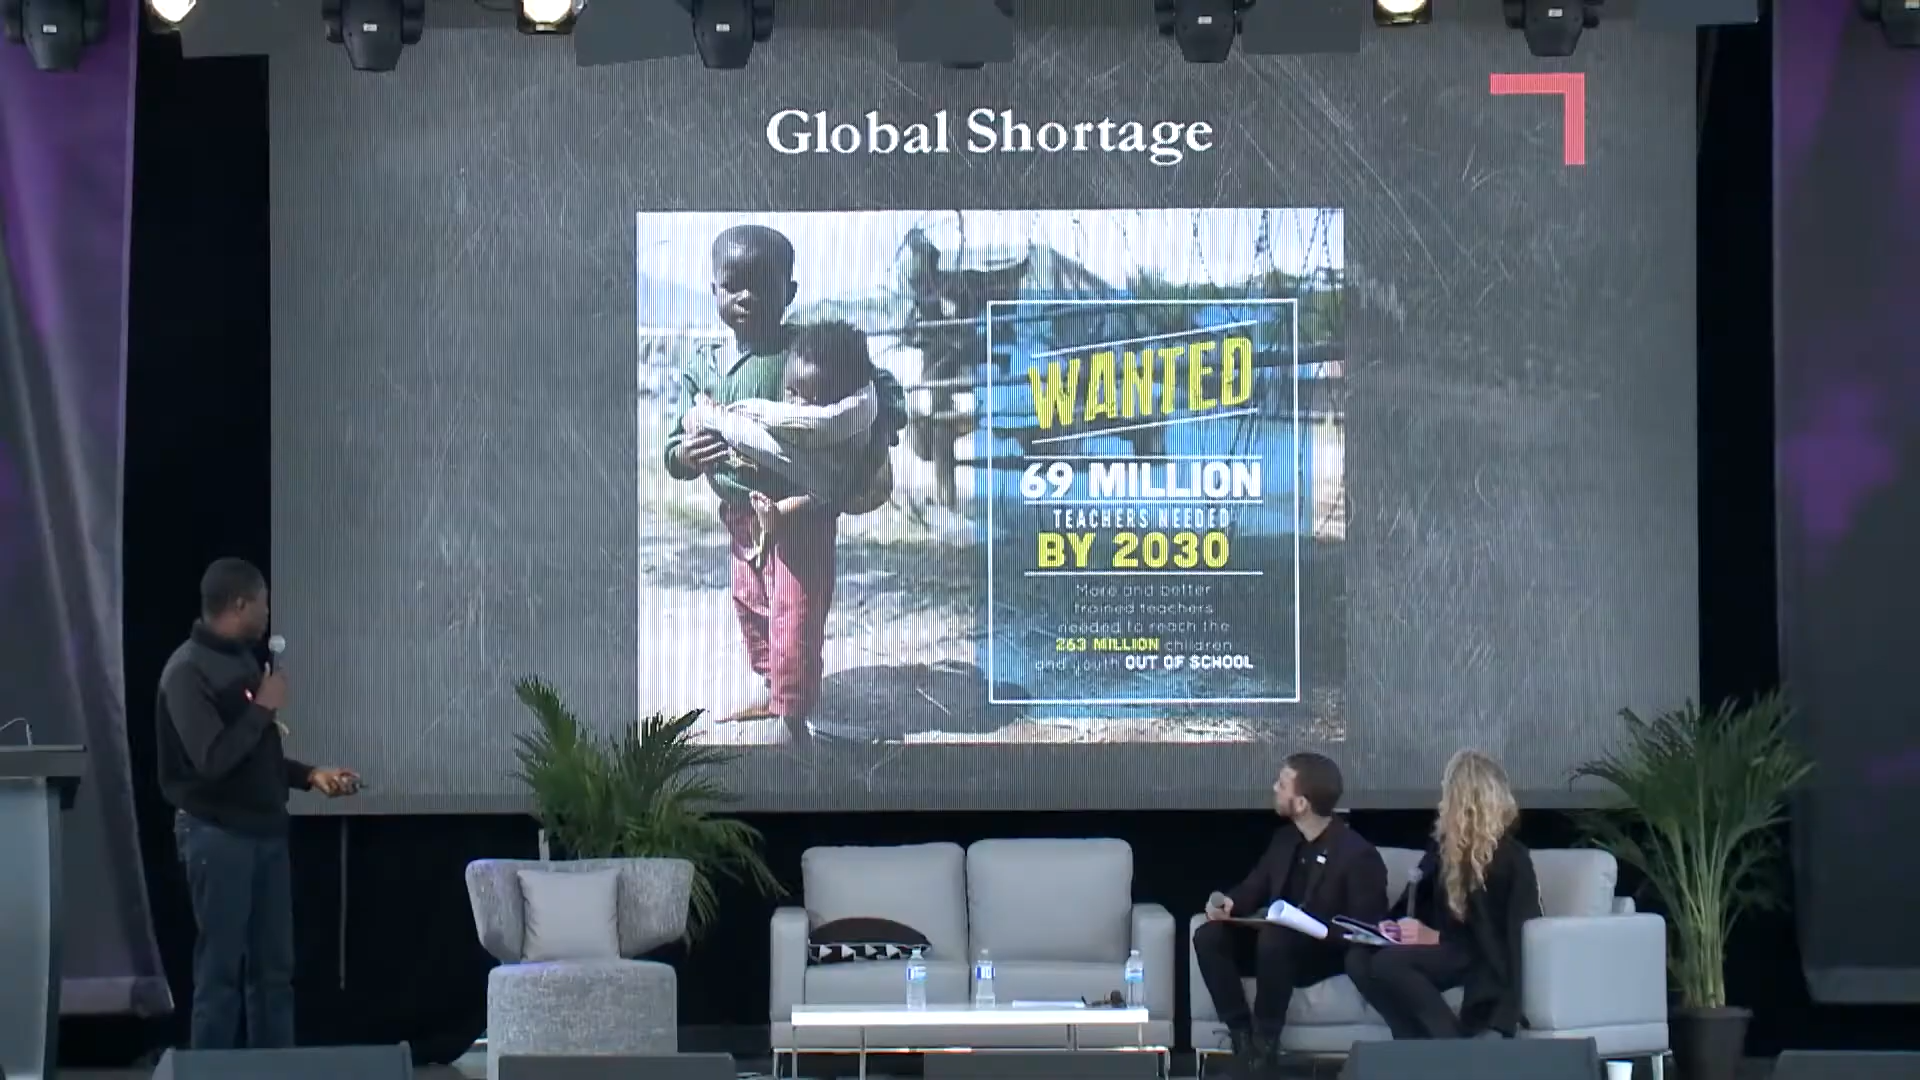 Global Shortage
WANTED
69 MILLION
TEACHERS NEEDED
BY 2030
More and better
trained teachers
needed to reach the
263 MILLION children
and youth OUT OF SCHOOL